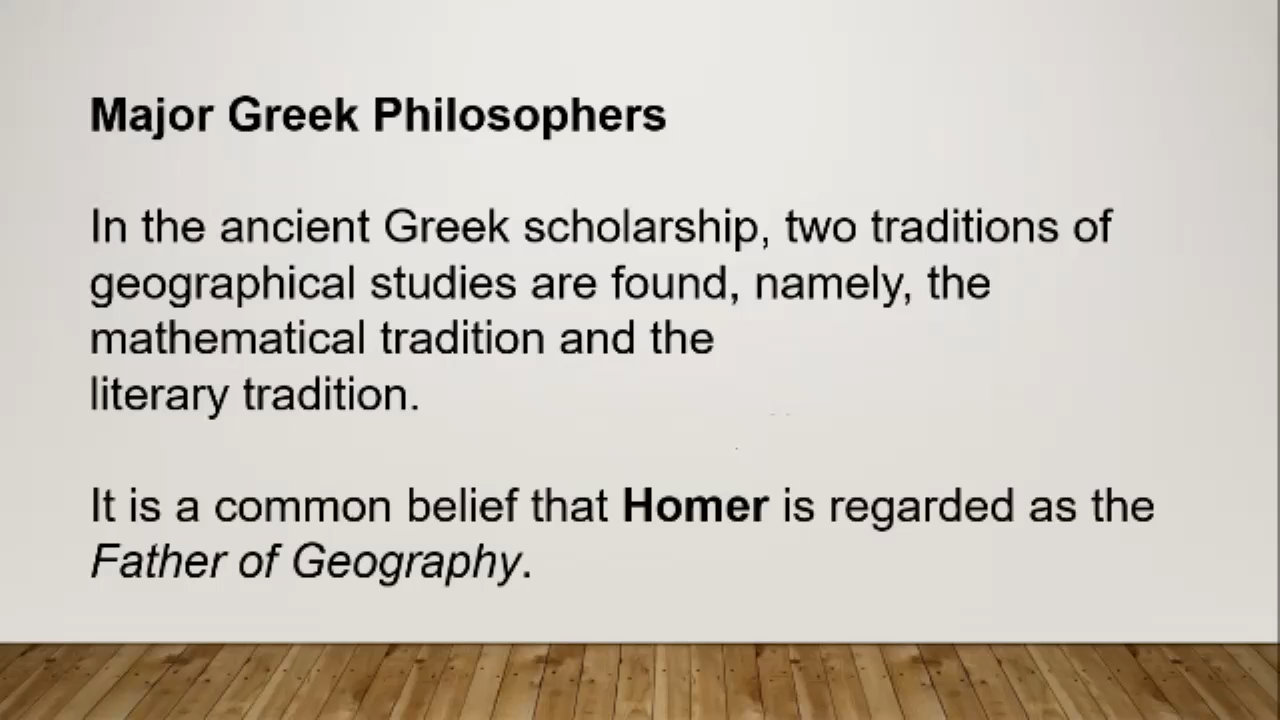 Major Greek Philosophers
In the ancient Greek scholarship, two traditions of
geographical studies are found, namely, the
mathematical tradition and the
literary tradition.
It is a common belief that Homer is regarded as the
Father of Geography.